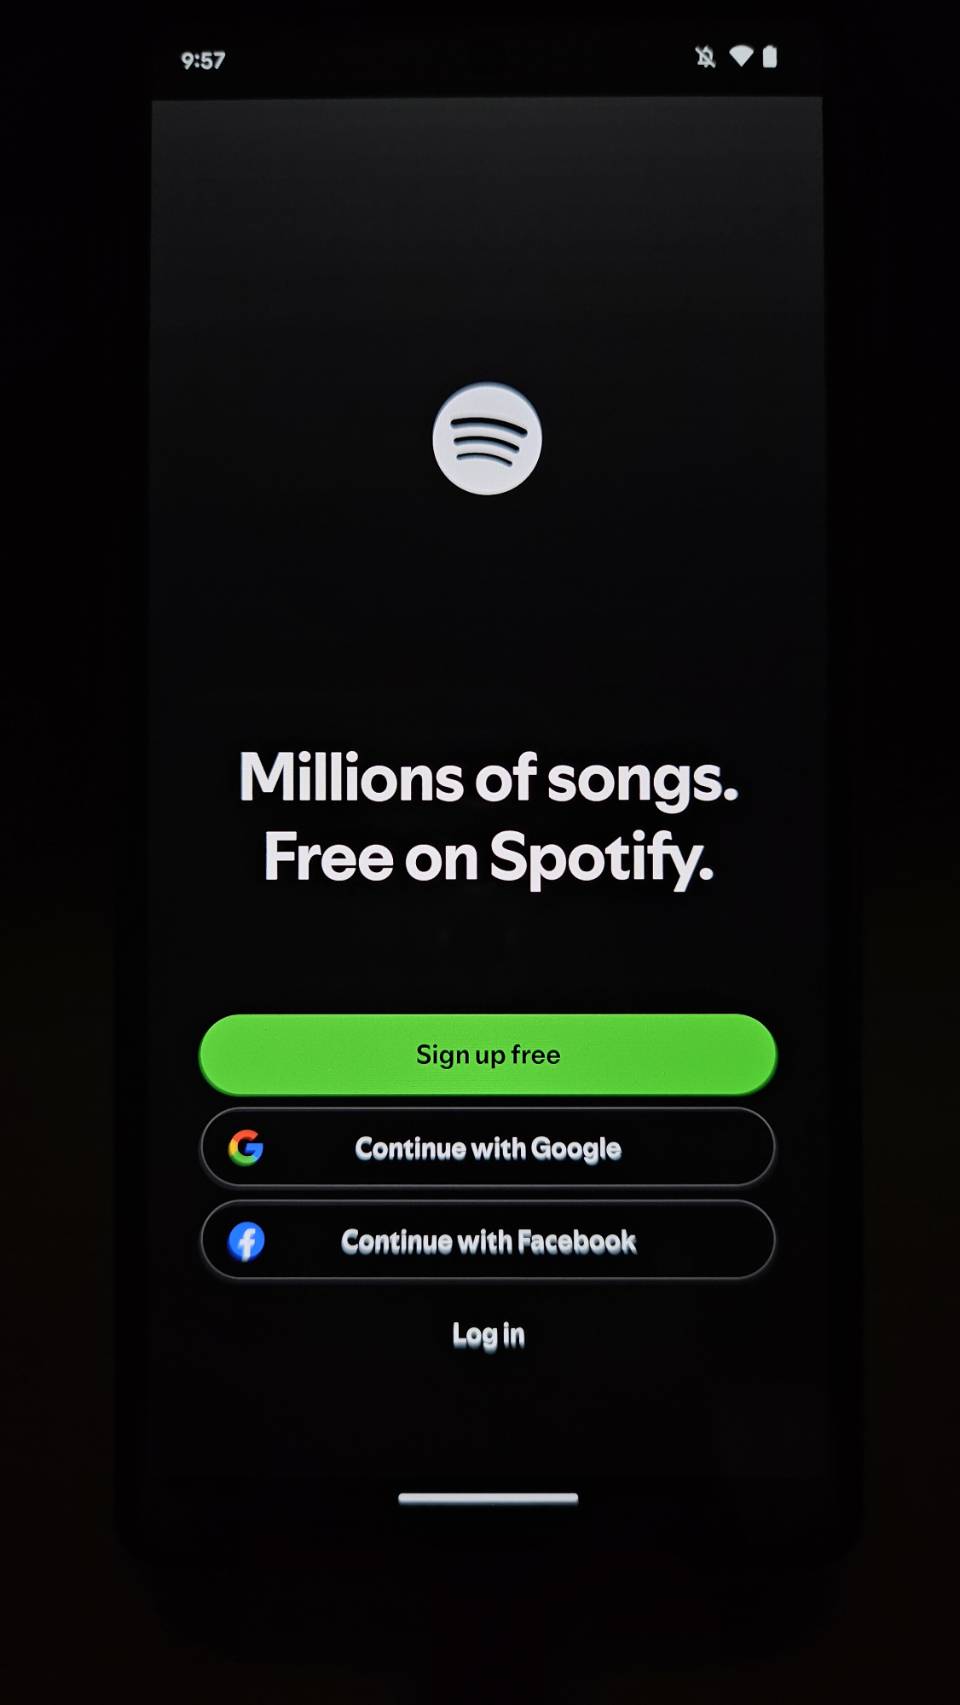 9:57
Millions of songs.
Free on Spotify.
Sign up free
Continue with Google
Continue with Facebook
Log in